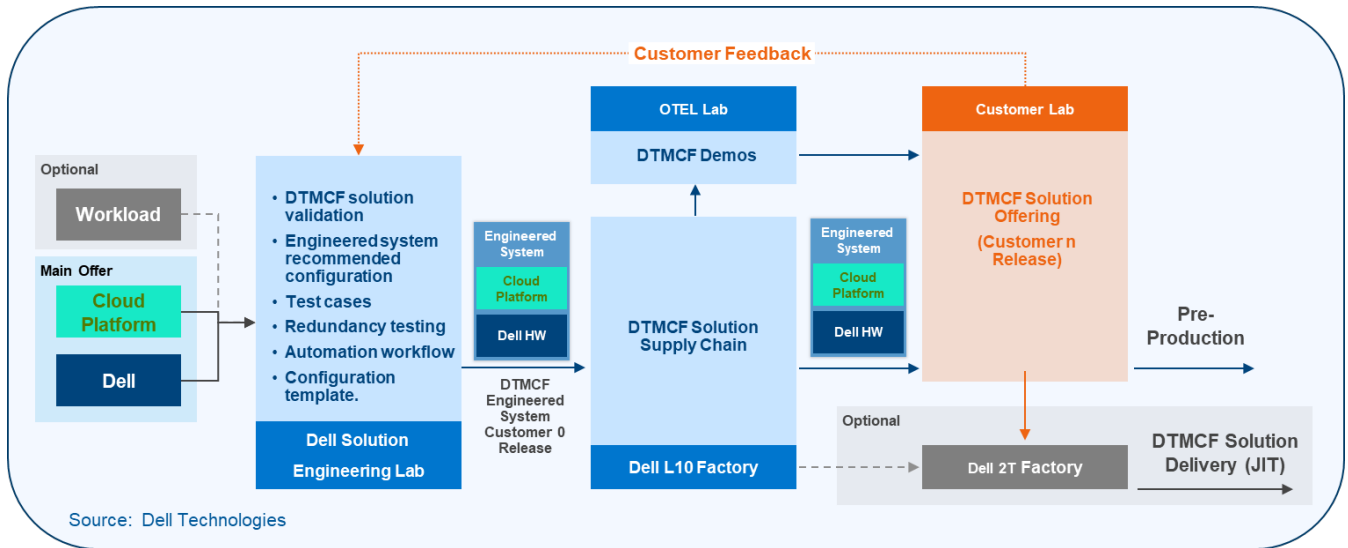 Customer Feedback
Optional
Workload
Main Offer
Cloud
Platform
Dell
• DTMCF solution
validation
• Engineered system
recommended
configuration
• Test cases
• Redundancy testing
• Automation workflow
• Configuration
template.
Dell Solution
Engineering Lab
Engineered
System
Cloud
Platform
Dell HW
DTMCF
Engineered
System
Customer 0
Release
OTEL Lab
DTMCF Demos
DTMCF Solution
Supply Chain
Dell L10 Factory
Engineered
System
Cloud
Platform
Dell HW
Customer Lab
DTMCF Solution
Offering
(Customer n
Release)
Pre-
Production
Optional
Dell 2T Factory
DTMCF Solution
Delivery (JIT)
Source: Dell Technologies